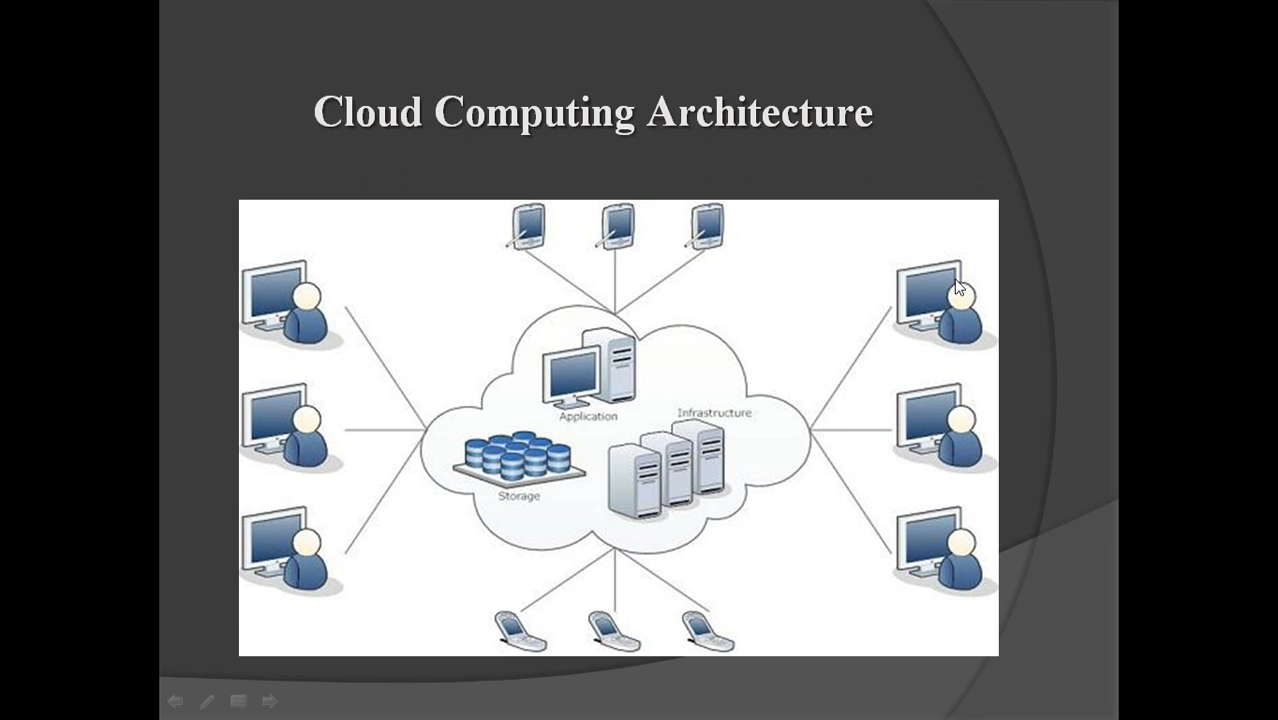 Cloud Computing Architecture
Application
Infrastructure
Storage